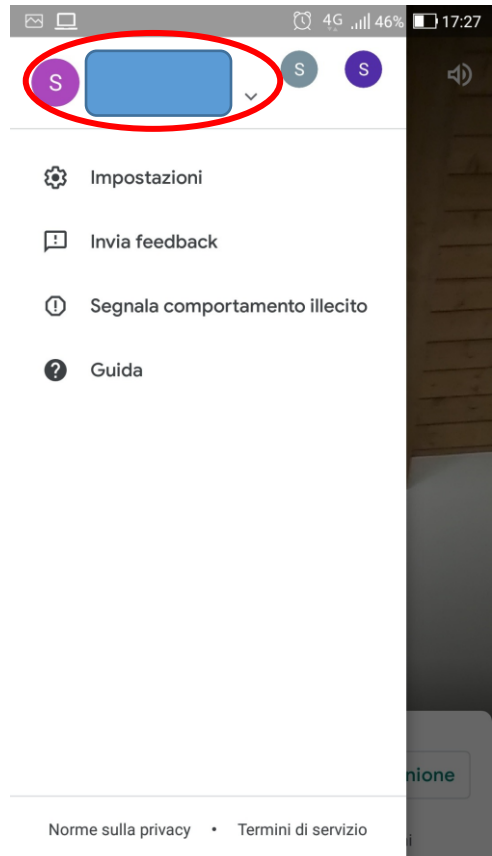 4G 46% 17:27
S S S
Impostazioni
Invia feedback
Segnala comportamento illecito
Guida
nione
Norme sulla privacy • Termini di servizio
i